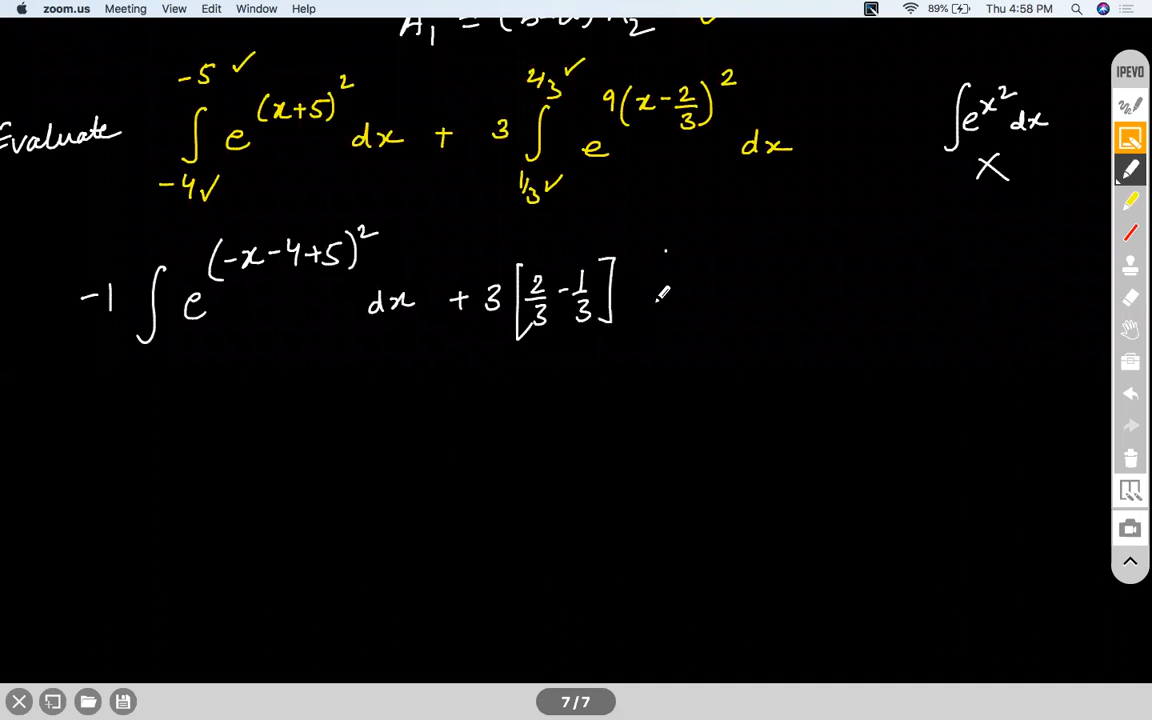 zoom.us Meeting View Edit Window Help 89% Thu 4:58 PM
IPEVO
Evaluate ∫_{-4 ✓}^{-5 ✓} e^{(x+5)^2} dx + 3 ∫_{1/3 ✓}^{2/3 ✓} e^{9(x-2/3)^2} dx
∫e^{x^2} dx
X
-1 ∫ e^{(-x-4+5)^2} dx + 3 [2/3 - 1/3]
7/7